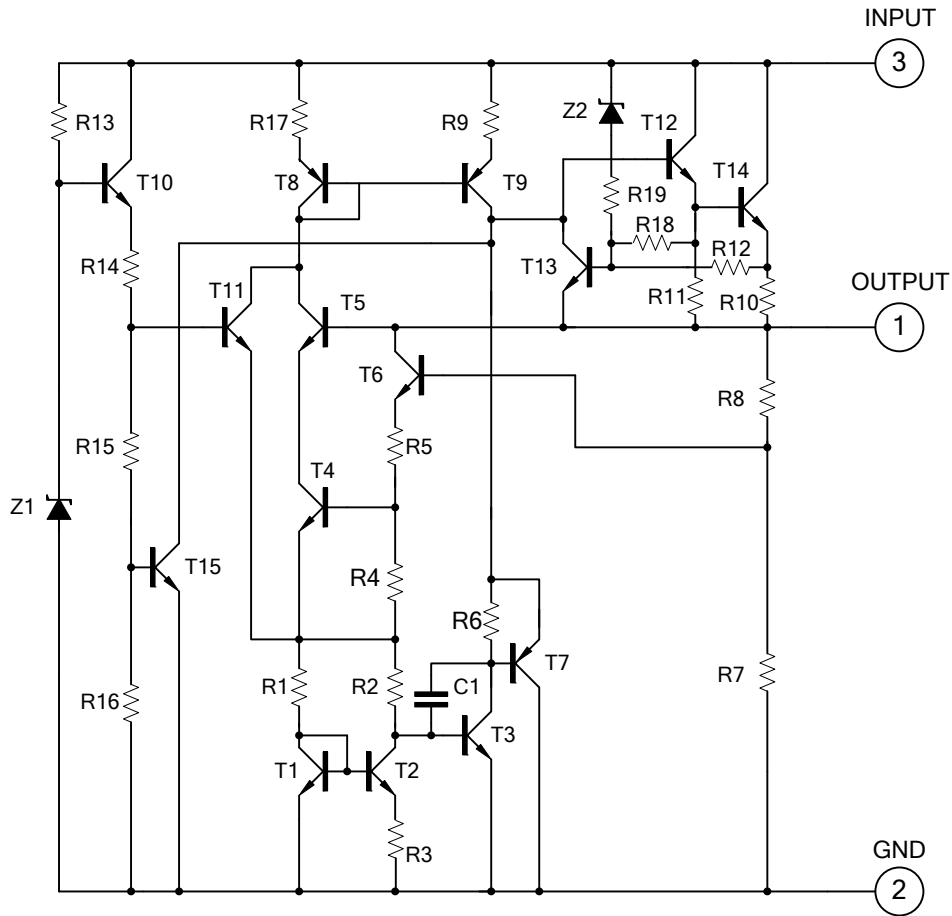 INPUT
3
R13
R17
R9
Z2
T12
T10
T8
T9
T14
R19
R18
R14
T11
T13
R12
T5
R11
R10
OUTPUT
1
T6
R8
R15
R5
T4
Z1
T15
R4
R6
T7
R16
R1
R2
C1
R7
T3
T1
T2
R3
GND
2